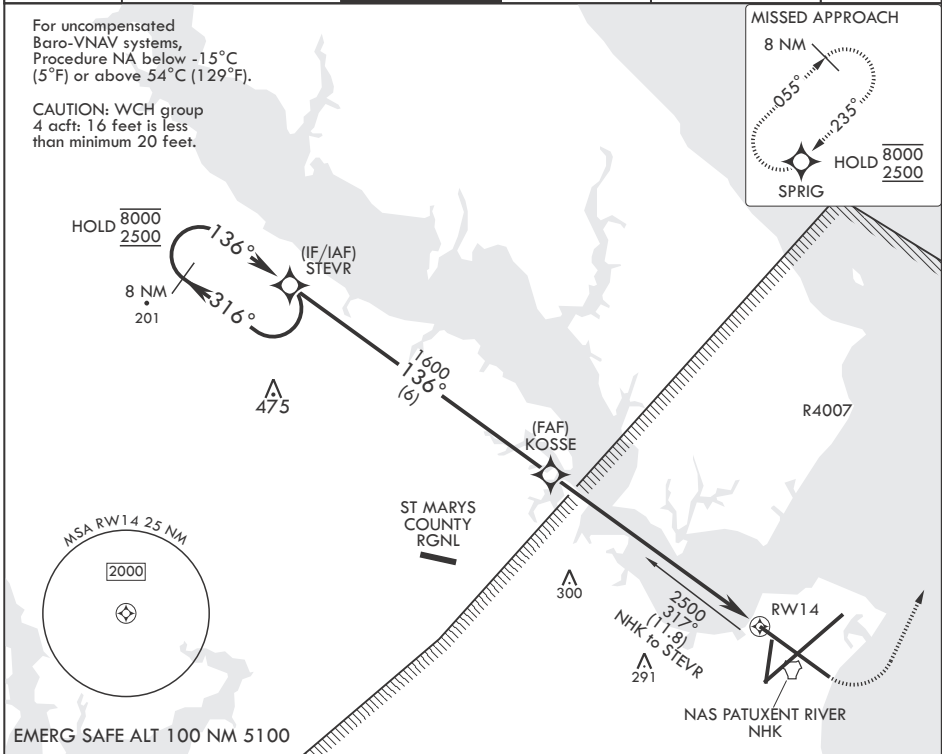 For uncompensated
Baro-VNAV systems,
Procedure NA below -15°C
(5°F) or above 54°C (129°F).
CAUTION: WCH group
4 acft: 16 feet is less
than minimum 20 feet.
MISSED APPROACH
8 NM
055°
235°
HOLD 8000
2500
SPRIG
HOLD 8000
2500
136°
(IF/IAF)
STEVR
8 NM
316°
201
475
1600
136°
(6)
R4007
(FAF)
KOSSE
ST MARYS
COUNTY
RGNL
MSA RW14 25 NM
2000
300
2500
317°
(11.8)
NHK to STEVR
RW14
291
NAS PATUXENT RIVER
NHK
EMERG SAFE ALT 100 NM 5100